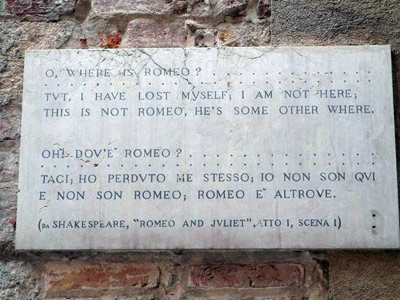 O, WHERE IS ROMEO? . . . . . . . . . . . . . . .
. . . . . . . . . . . . . . . . . . . . . . . . . . . . . .
TVT, I HAVE LOST MYSELF; I AM NOT HERE;
THIS IS NOT ROMEO, HE'S SOME OTHER WHERE.
OH! DOV'E' ROMEO? . . . . . . . . . . . . . . . . .
. . . . . . . . . . . . . . . . . . . . . . . . . . . . . .
TACI; HO PERDVTO ME STESSO; IO NON SON QVI
E NON SON ROMEO; ROMEO E' ALTROVE.
(DA SHAKESPEARE, "ROMEO AND JVLIET", ATTO 1, SCENA 1)